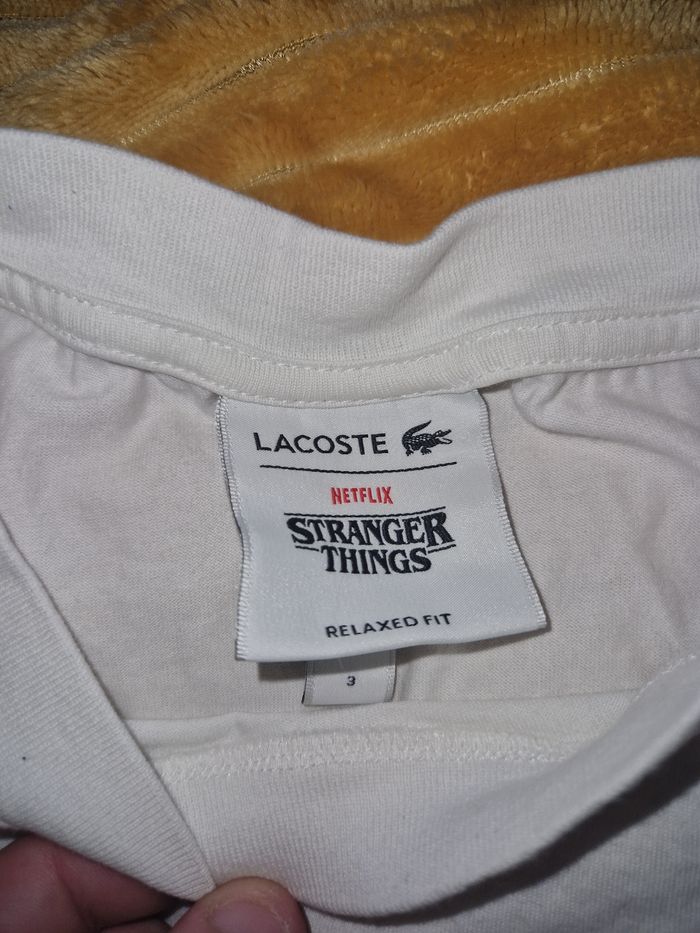 LACOSTE
NETFLIX
STRANGER
THINGS
RELAXED FIT
3